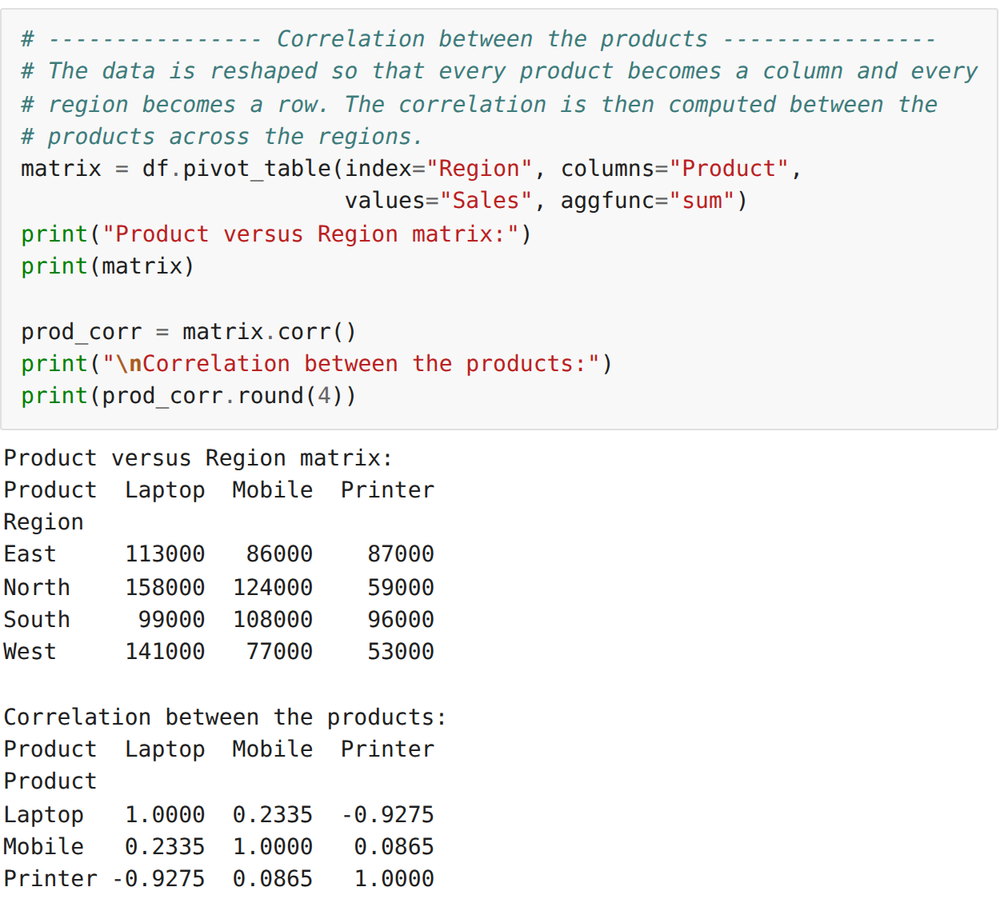 # ---------------- Correlation between the products ----------------
# The data is reshaped so that every product becomes a column and every
# region becomes a row. The correlation is then computed between the
# products across the regions.
matrix = df.pivot_table(index="Region", columns="Product",
                        values="Sales", aggfunc="sum")
print("Product versus Region matrix:")
print(matrix)

prod_corr = matrix.corr()
print("\nCorrelation between the products:")
print(prod_corr.round(4))
Product versus Region matrix:
Product  Laptop  Mobile  Printer
Region
East     113000   86000    87000
North    158000  124000    59000
South     99000  108000    96000
West     141000   77000    53000

Correlation between the products:
Product  Laptop  Mobile  Printer
Product
Laptop   1.0000  0.2335  -0.9275
Mobile   0.2335  1.0000   0.0865
Printer -0.9275  0.0865   1.0000